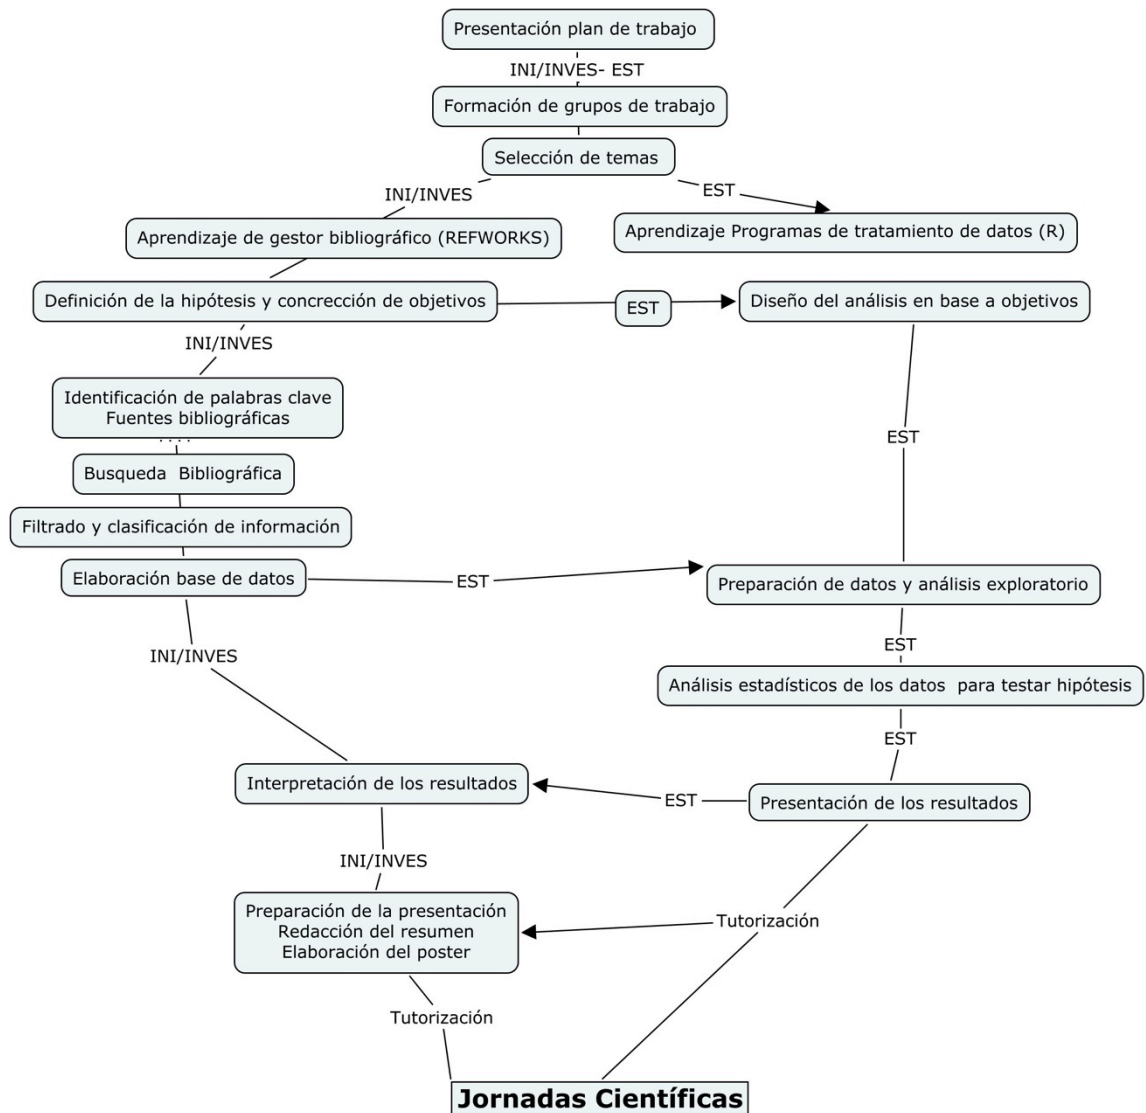 Presentación plan de trabajo
INI/INVES- EST
Formación de grupos de trabajo
Selección de temas
INI/INVES
EST
Aprendizaje de gestor bibliográfico (REFWORKS)
Aprendizaje Programas de tratamiento de datos (R)
Definición de la hipótesis y concrección de objetivos
EST
Diseño del análisis en base a objetivos
INI/INVES
Identificación de palabras clave
Fuentes bibliográficas
....
EST
Busqueda  Bibliográfica
Filtrado y clasificación de información
Elaboración base de datos
EST
Preparación de datos y análisis exploratorio
INI/INVES
EST
Análisis estadísticos de los datos  para testar hipótesis
EST
Interpretación de los resultados
EST
Presentación de los resultados
INI/INVES
Preparación de la presentación
Redacción del resumen
Elaboración del poster
Tutorización
Tutorización
Jornadas Científicas